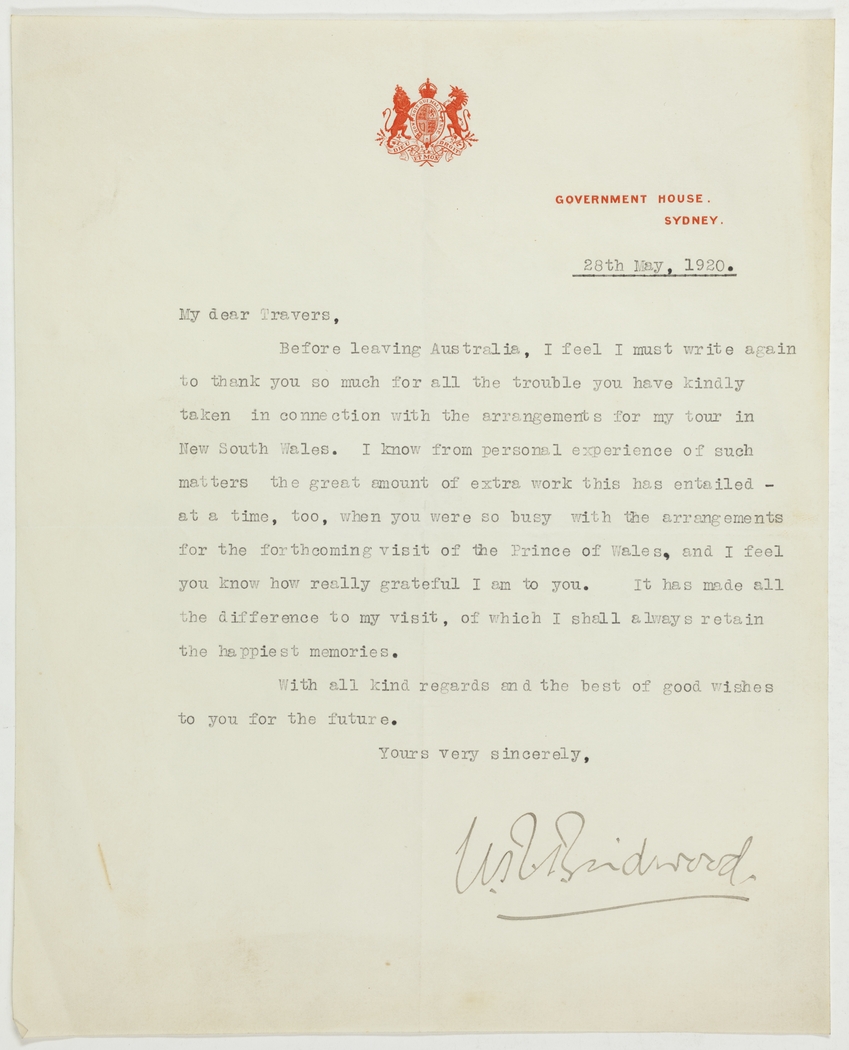 DIEU ET MON DROIT
GOVERNMENT HOUSE.
SYDNEY.
28th May, 1920.
My dear Travers,
Before leaving Australia, I feel I must write again
to thank you so much for all the trouble you have kindly
taken in connection with the arrangements for my tour in
New South Wales. I know from personal experience of such
matters the great amount of extra work this has entailed -
at a time, too, when you were so busy with the arrangements
for the forthcoming visit of the Prince of Wales, and I feel
you know how really grateful I am to you. It has made all
the difference to my visit, of which I shall always retain
the happiest memories.
With all kind regards and the best of good wishes
to you for the future.
Yours very sincerely,
W.R. Birdwood.